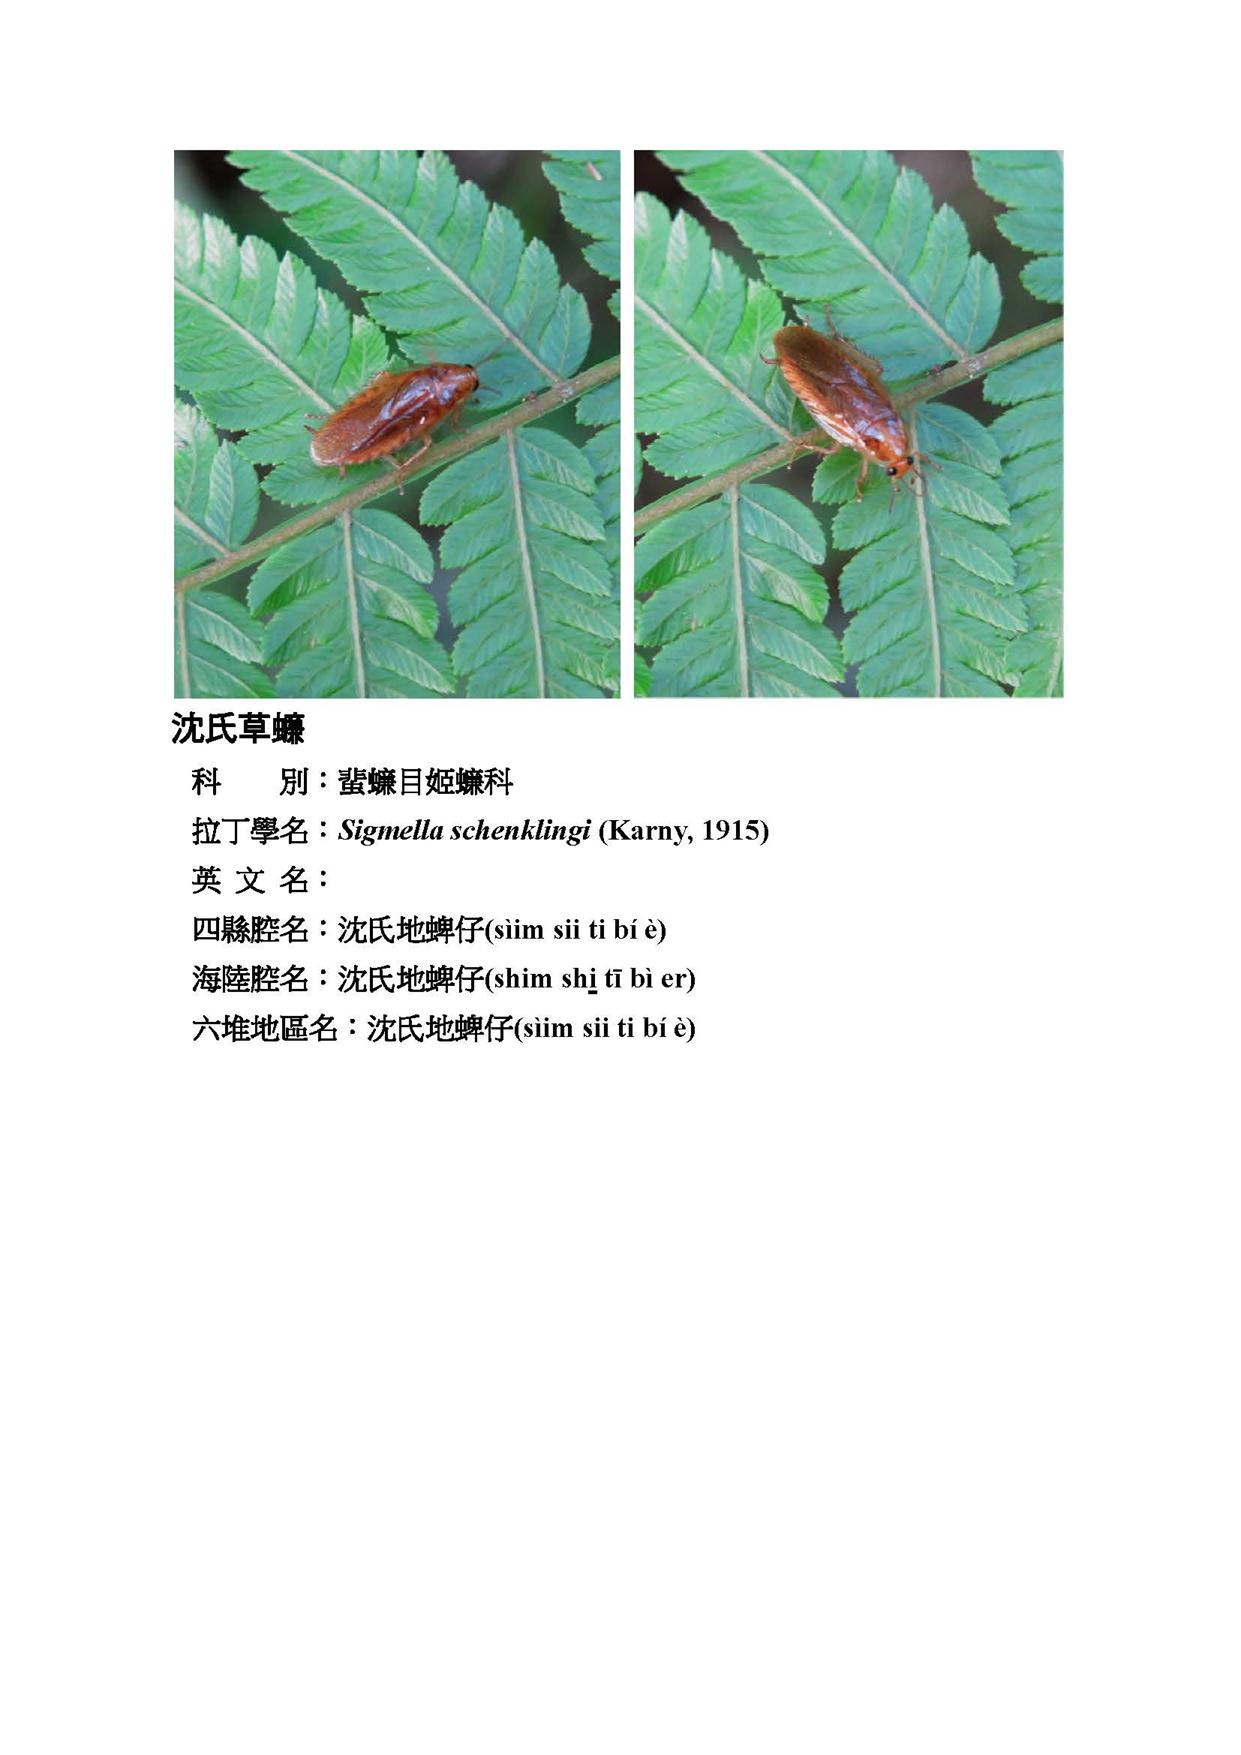 沈氏草蠊
科　　別：蜚蠊目姬蠊科
拉丁學名：Sigmella schenklingi (Karny, 1915)
英 文 名：
四縣腔名：沈氏地蜱仔(sìim sii ti bí è)
海陸腔名：沈氏地蜱仔(shim shi̲ tī bì er)
六堆地區名：沈氏地蜱仔(sìim sii ti bí è)